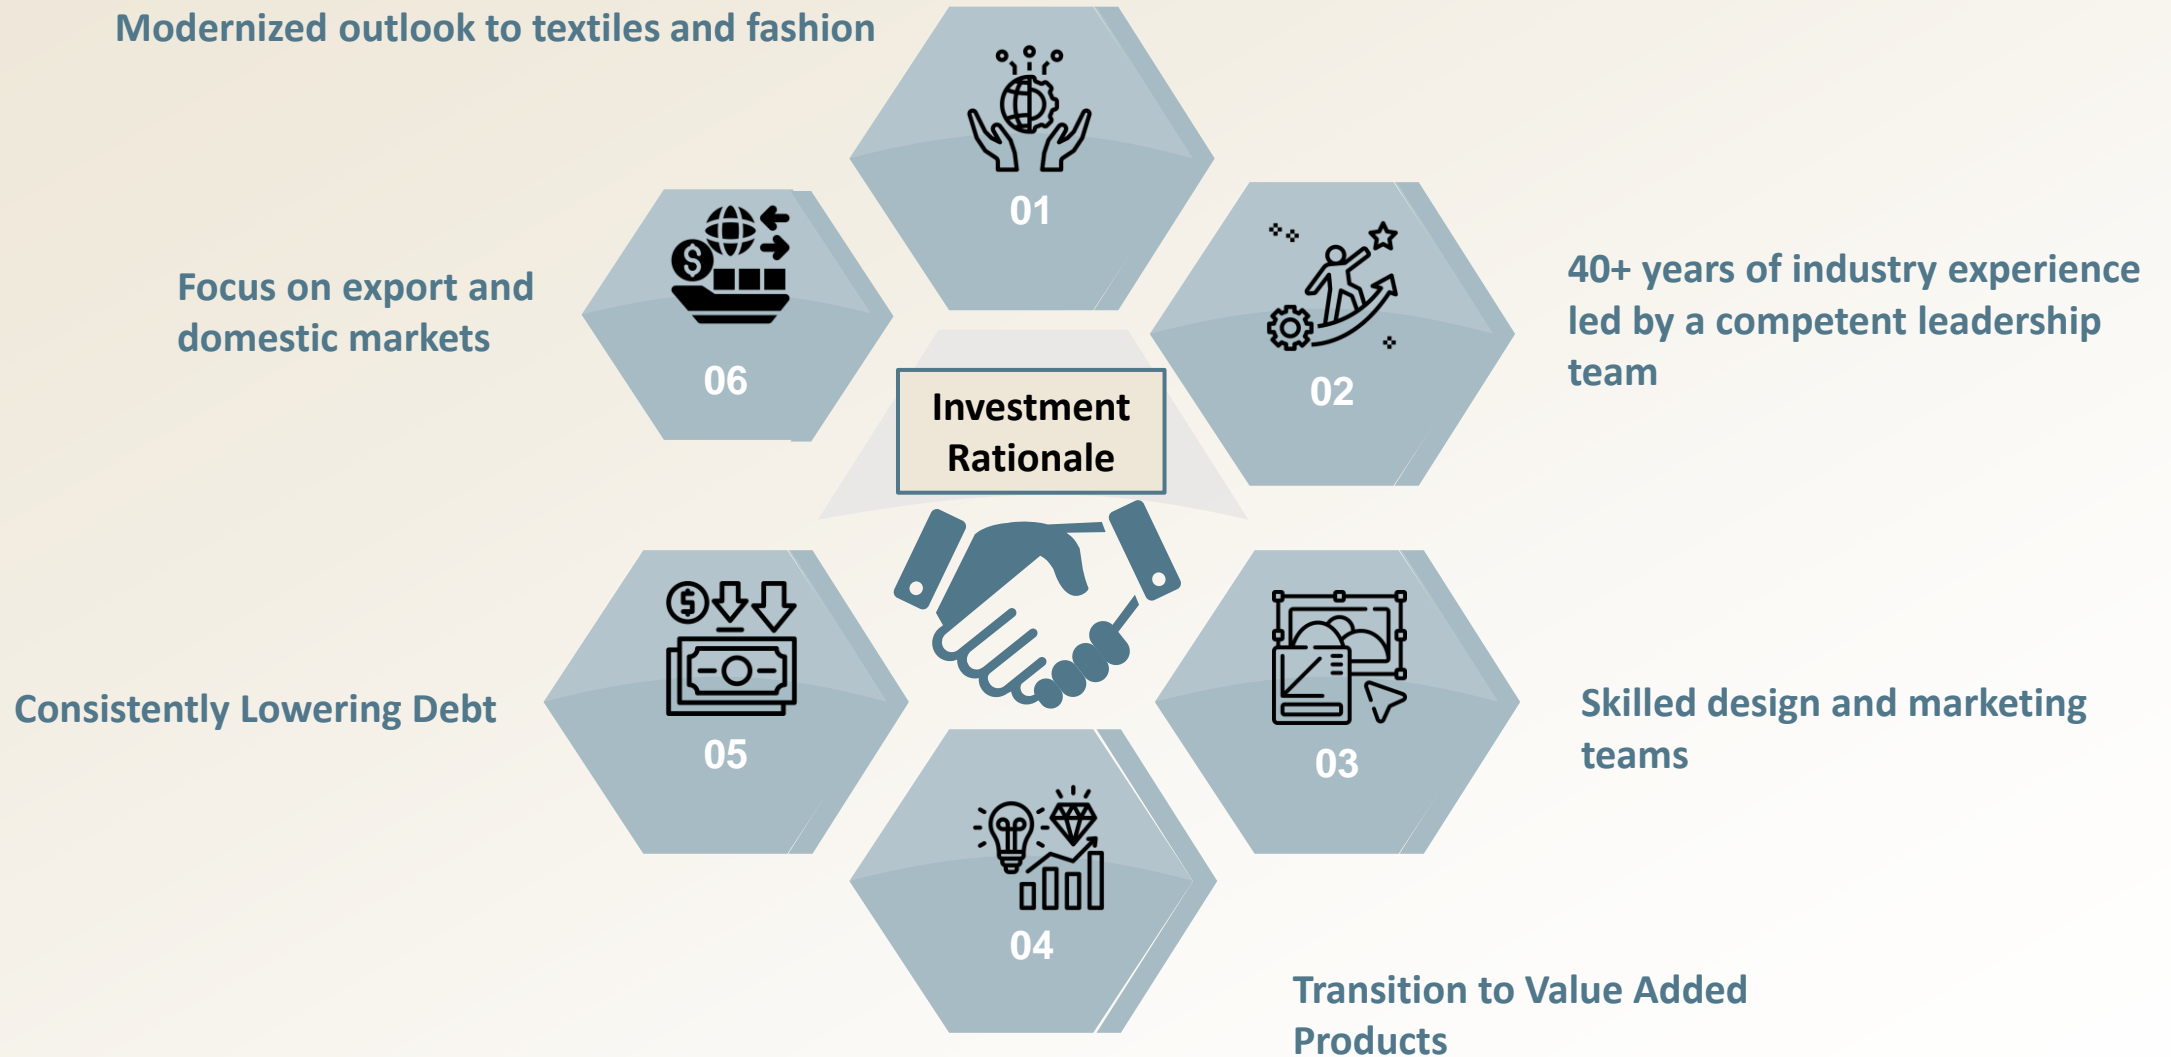 Modernized outlook to textiles and fashion
01
40+ years of industry experience
led by a competent leadership
team
02
Skilled design and marketing
teams
03
Transition to Value Added
Products
04
Consistently Lowering Debt
05
Focus on export and
domestic markets
06
Investment
Rationale